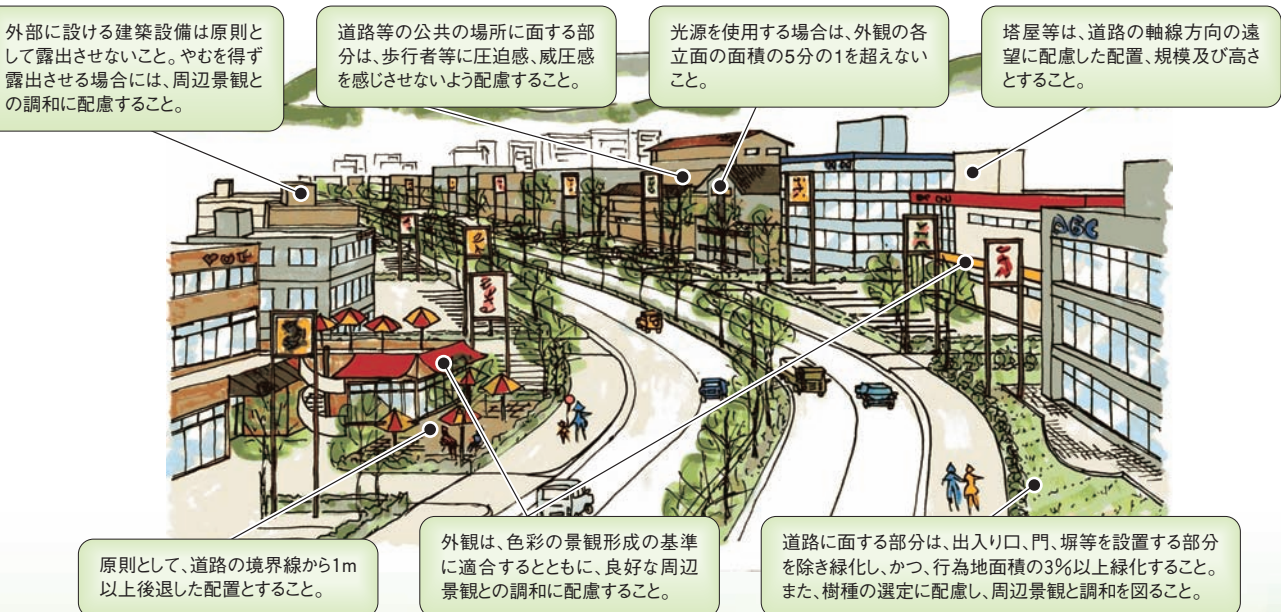 外部に設ける建築設備は原則と
して露出させないこと。やむを得ず
露出させる場合には、周辺景観と
の調和に配慮すること。
道路等の公共の場所に面する部
分は、歩行者等に圧迫感、威圧感
を感じさせないよう配慮すること。
光源を使用する場合は、外観の各
立面の面積の5分の1を超えない
こと。
塔屋等は、道路の軸線方向の遠
望に配慮した配置、規模及び高さ
とすること。
ABC
原則として、道路の境界線から1m
以上後退した配置とすること。
外観は、色彩の景観形成の基準
に適合するとともに、良好な周辺
景観との調和に配慮すること。
道路に面する部分は、出入り口、門、塀等を設置する部分
を除き緑化し、かつ、行為地面積の3%以上緑化すること。
また、樹種の選定に配慮し、周辺景観と調和を図ること。